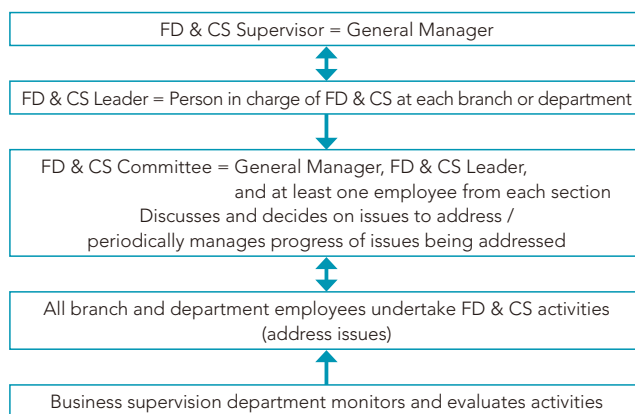 FD & CS Supervisor = General Manager
FD & CS Leader = Person in charge of FD & CS at each branch or department
FD & CS Committee = General Manager, FD & CS Leader,
and at least one employee from each section
Discusses and decides on issues to address /
periodically manages progress of issues being addressed
All branch and department employees undertake FD & CS activities
(address issues)
Business supervision department monitors and evaluates activities